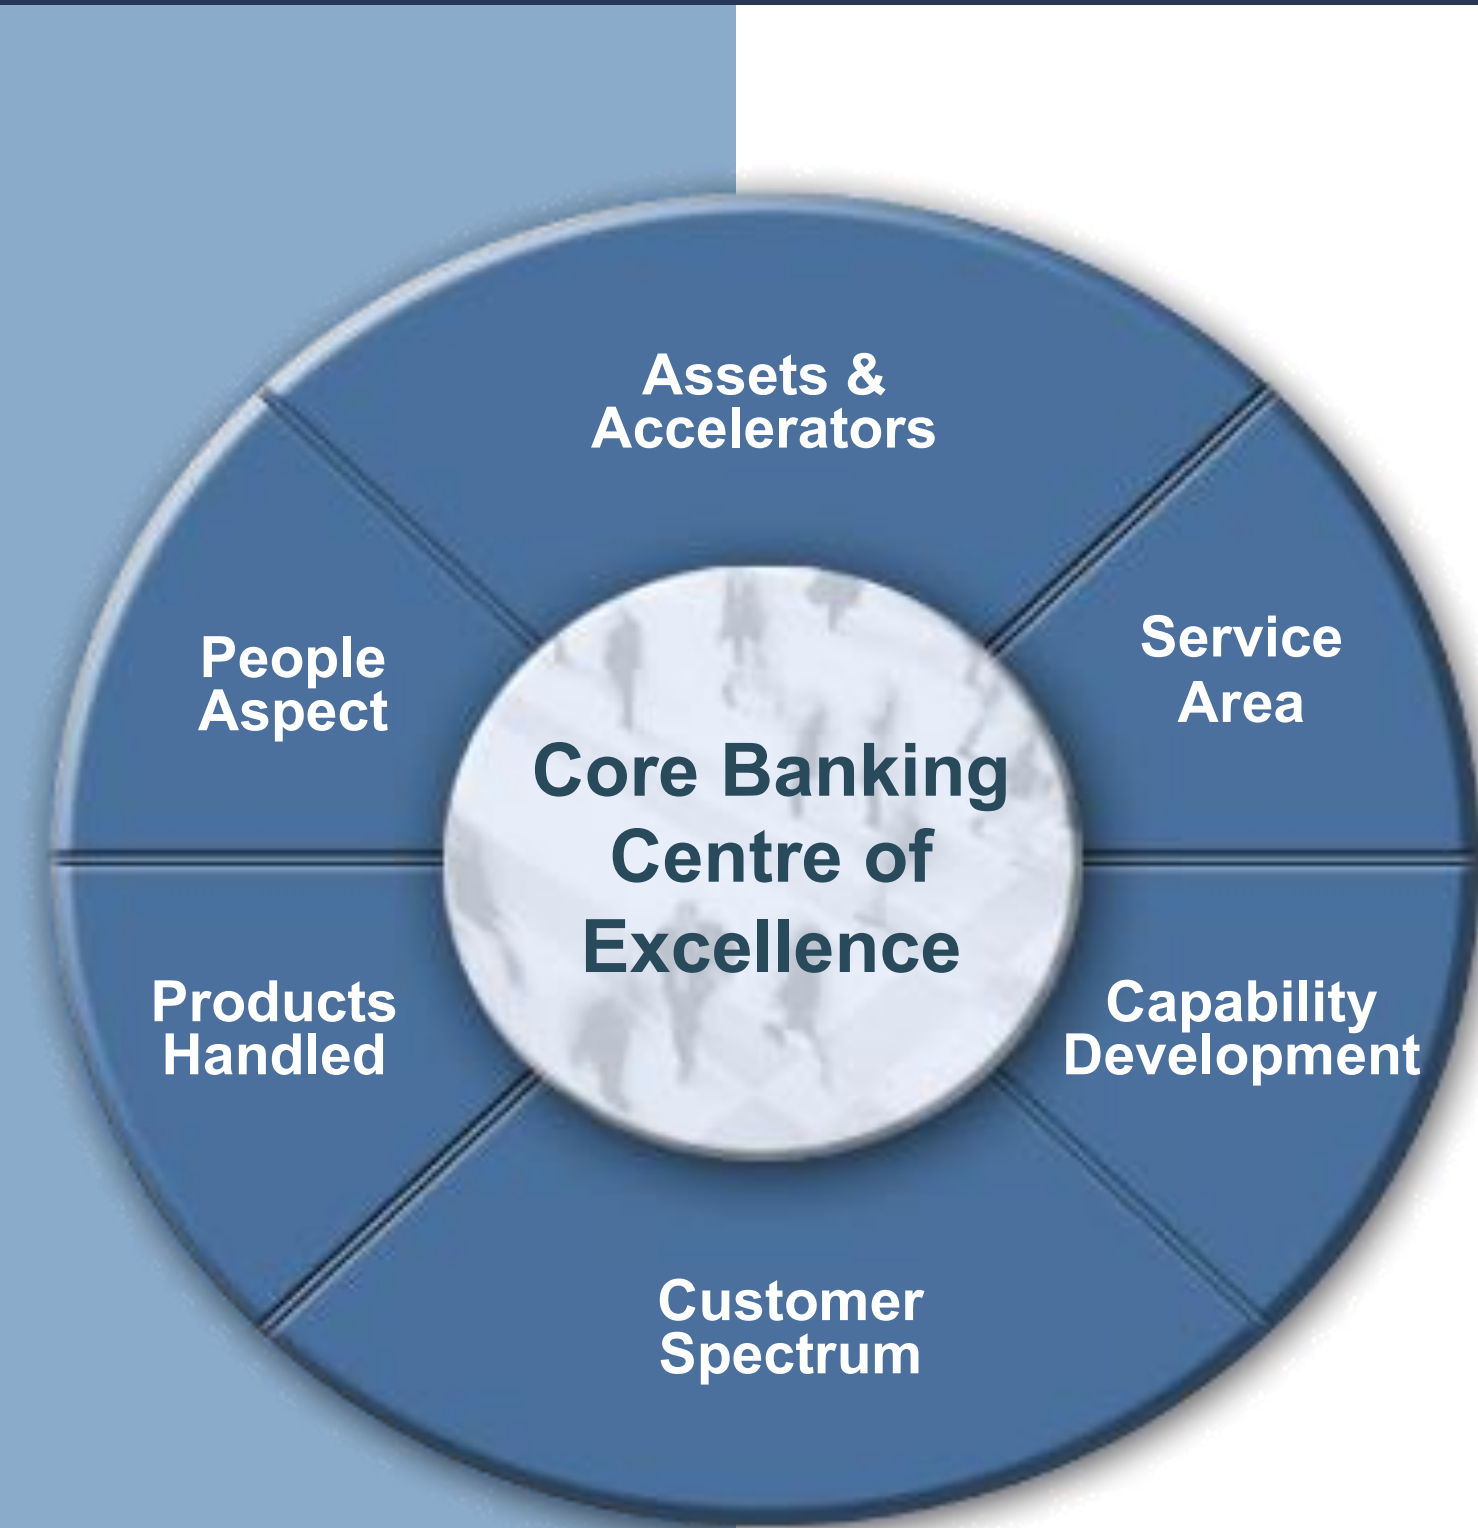 Assets &
Accelerators
People
Aspect
Service
Area
Core Banking
Centre of
Excellence
Products
Handled
Capability
Development
Customer
Spectrum